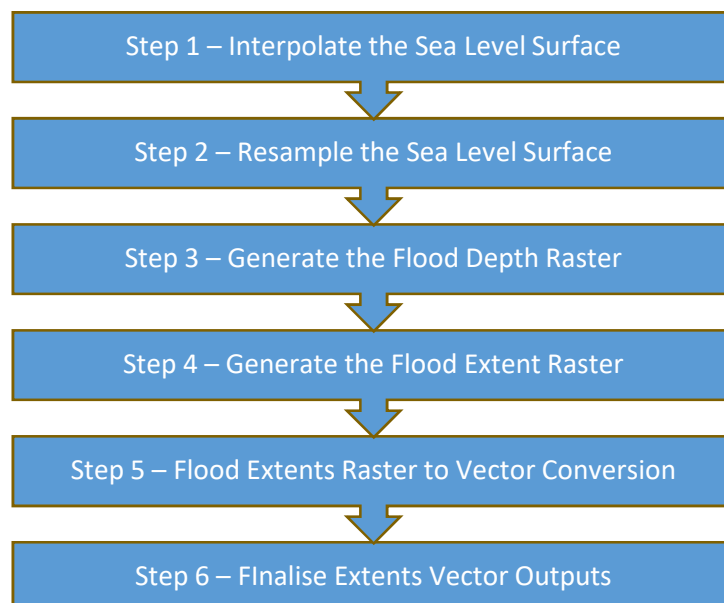 Step 1 – Interpolate the Sea Level Surface
Step 2 – Resample the Sea Level Surface
Step 3 – Generate the Flood Depth Raster
Step 4 – Generate the Flood Extent Raster
Step 5 – Flood Extents Raster to Vector Conversion
Step 6 – FInalise Extents Vector Outputs